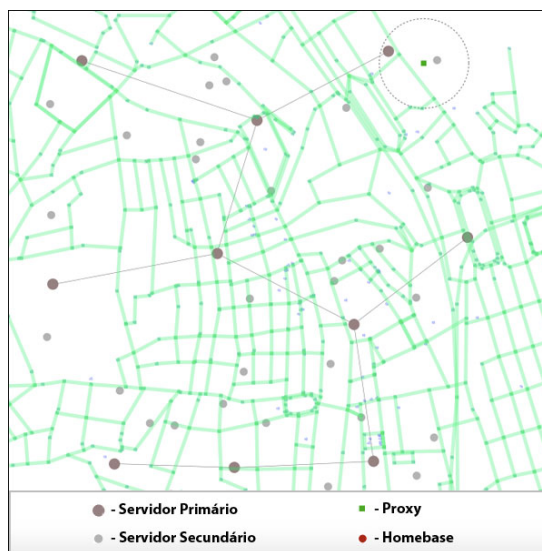 - Servidor Primário
- Proxy
- Servidor Secundário
- Homebase